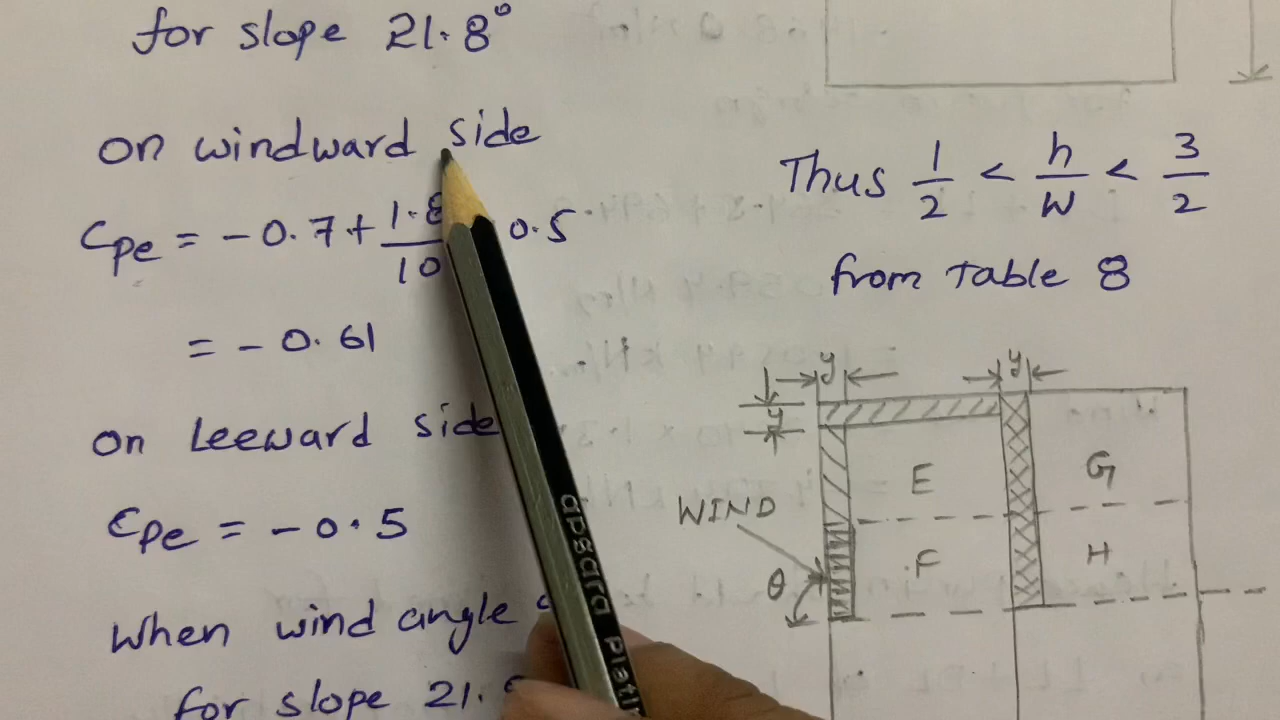 for slope 21.8°
on windward side
Cpe = -0.7 + 1.8/10 0.5
= -0.61
on Leeward side
Cpe = -0.5
When wind angle
for slope 21.
Thus 1/2 < h/w < 3/2
from table 8
y y
y
E G
WIND
F H
θ
apsara PlatI